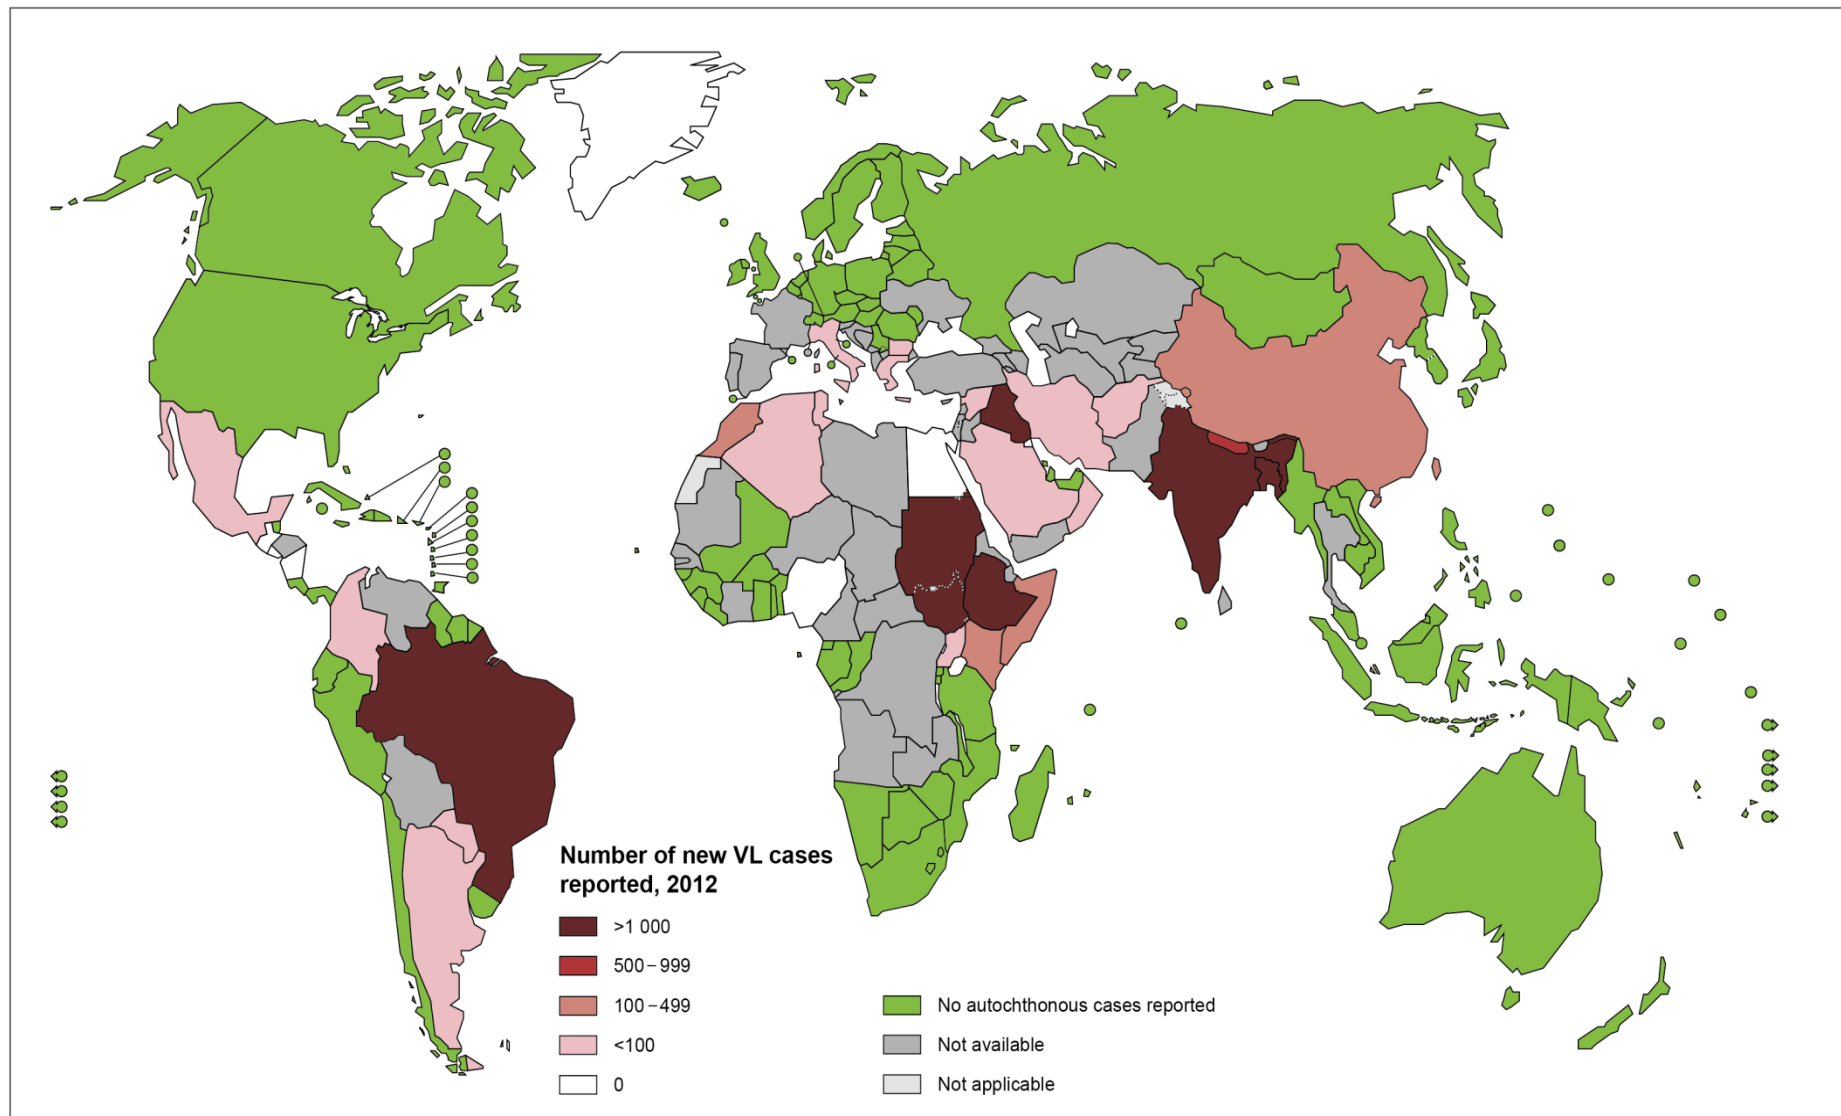 Number of new VL cases
reported, 2012
>1 000
500–999
100–499
<100
0
No autochthonous cases reported
Not available
Not applicable